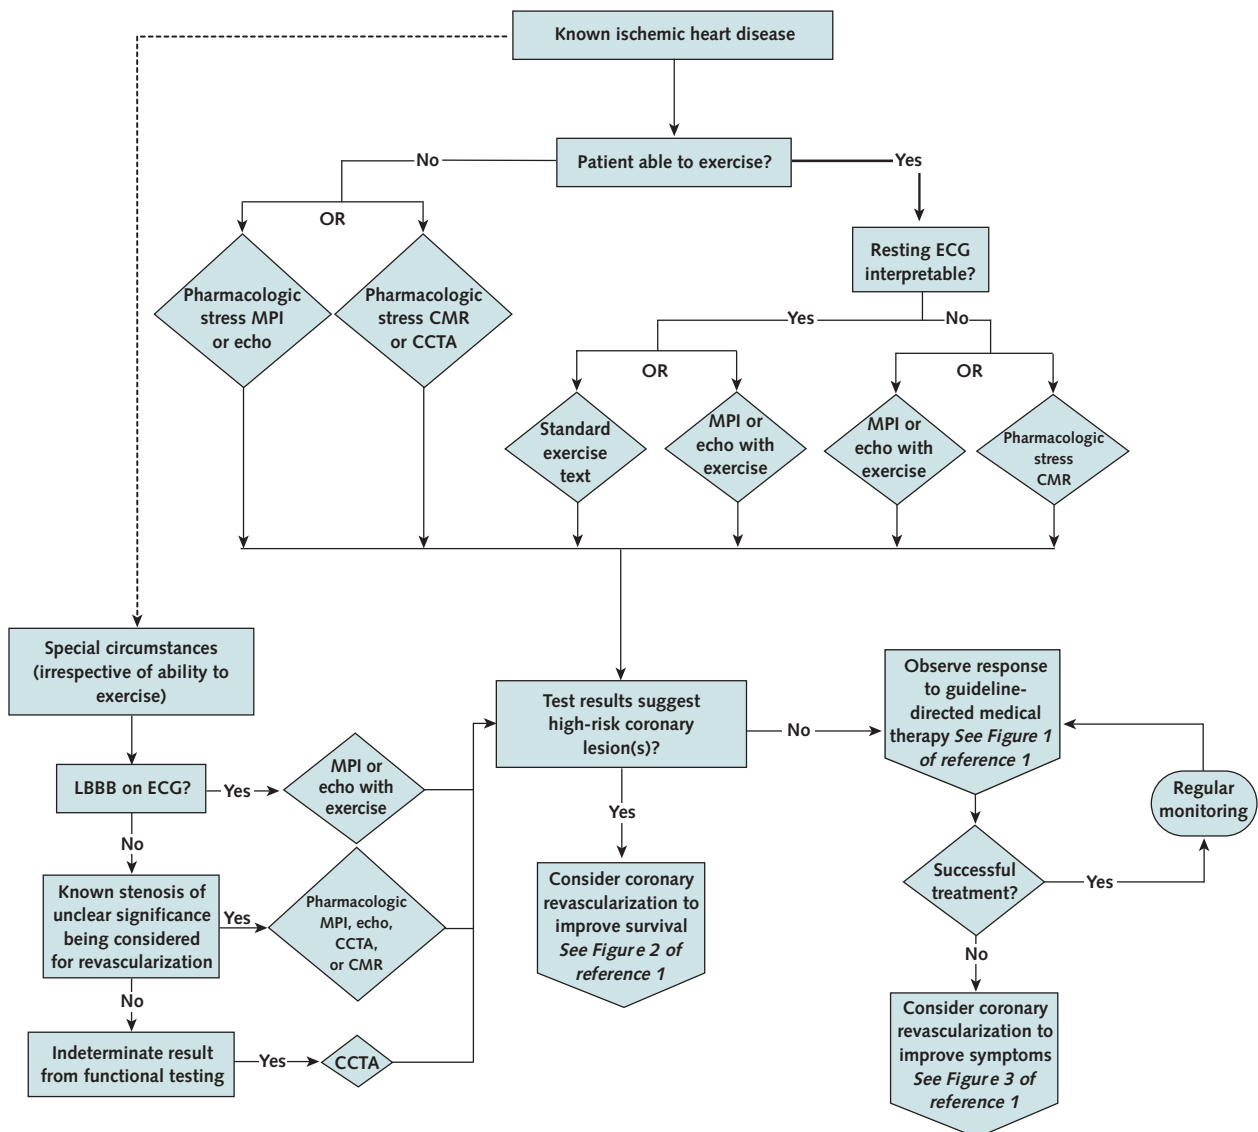 Known ischemic heart disease
Patient able to exercise?
No
Yes
OR
Resting ECG
interpretable?
Pharmacologic
stress MPI
or echo
Pharmacologic
stress CMR
or CCTA
Yes
No
OR
OR
Standard
exercise
text
MPI or
echo with
exercise
MPI or
echo with
exercise
Pharmacologic
stress
CMR
Special circumstances
(irrespective of ability to
exercise)
Test results suggest
high-risk coronary
lesion(s)?
No
Observe response
to guideline-
directed medical
therapy See Figure 1
of reference 1
LBBB on ECG?
Yes
MPI or
echo with
exercise
Yes
Regular
monitoring
No
Known stenosis of
unclear significance
being considered
for revascularization
Yes
Pharmacologic
MPI, echo,
CCTA,
or CMR
Consider coronary
revascularization to
improve survival
See Figure 2 of
reference 1
Successful
treatment?
Yes
No
No
Indeterminate result
from functional testing
Yes
CCTA
Consider coronary
revascularization to
improve symptoms
See Figure 3 of
reference 1